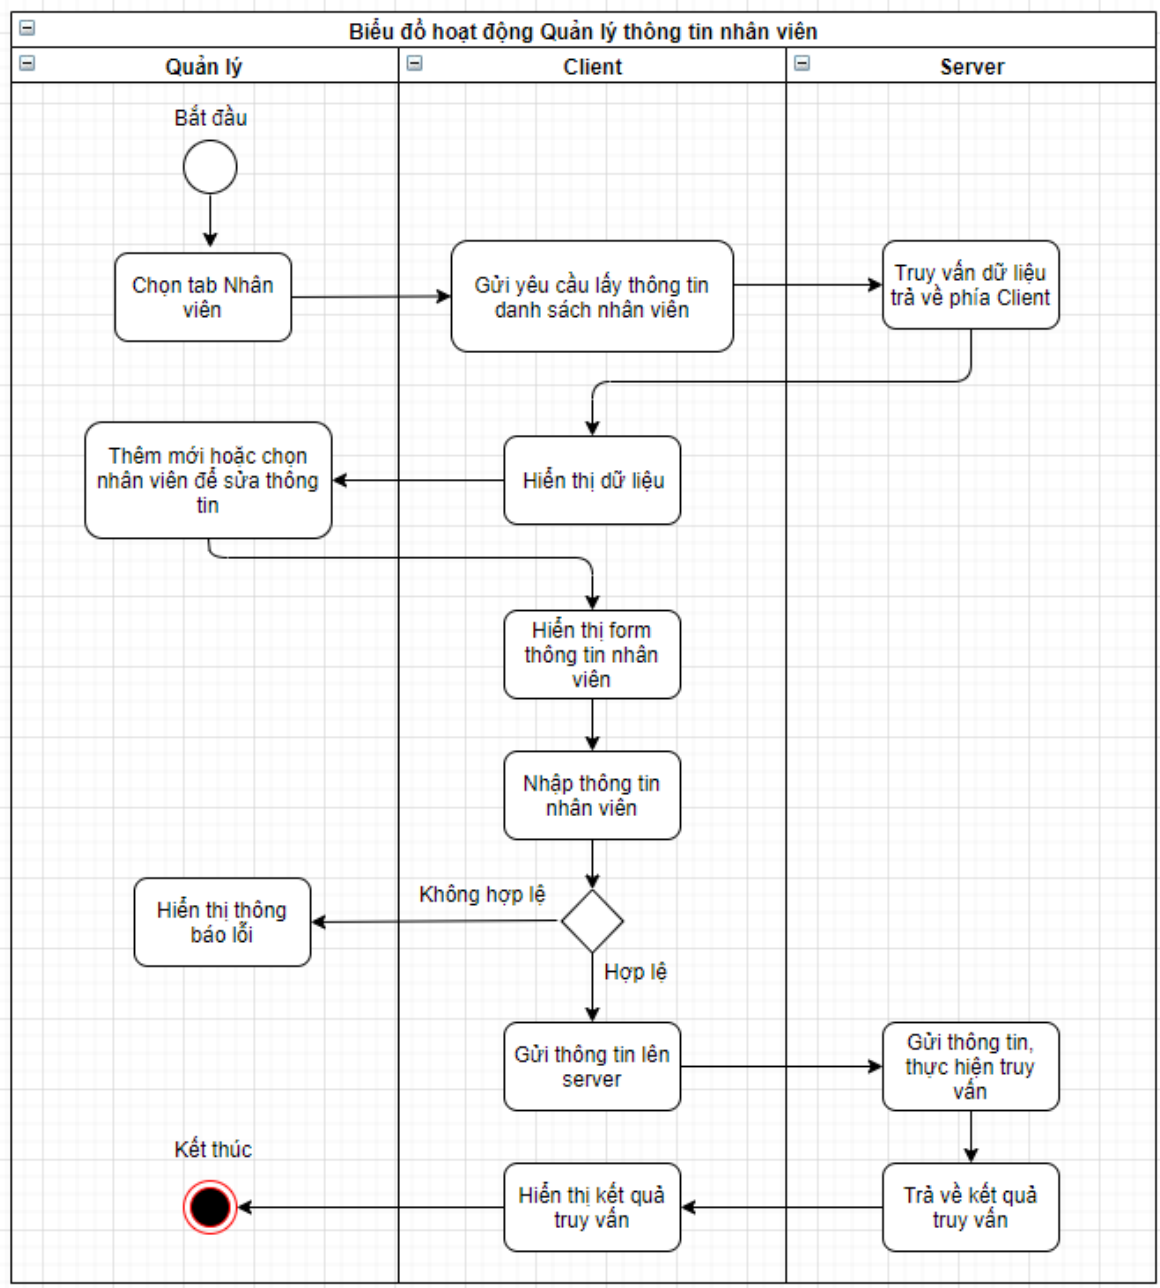 Biểu đồ hoạt động Quản lý thông tin nhân viên
Quản lý
Client
Server
Bắt đầu
Chọn tab Nhân
viên
Gửi yêu cầu lấy thông tin
danh sách nhân viên
Truy vấn dữ liệu
trả về phía Client
Thêm mới hoặc chọn
nhân viên để sửa thông
tin
Hiển thị dữ liệu
Hiển thị form
thông tin nhân
viên
Nhập thông tin
nhân viên
Không hợp lệ
Hiển thị thông
báo lỗi
Hợp lệ
Gửi thông tin lên
server
Gửi thông tin,
thực hiện truy
vấn
Kết thúc
Hiển thị kết quả
truy vấn
Trả về kết quả
truy vấn